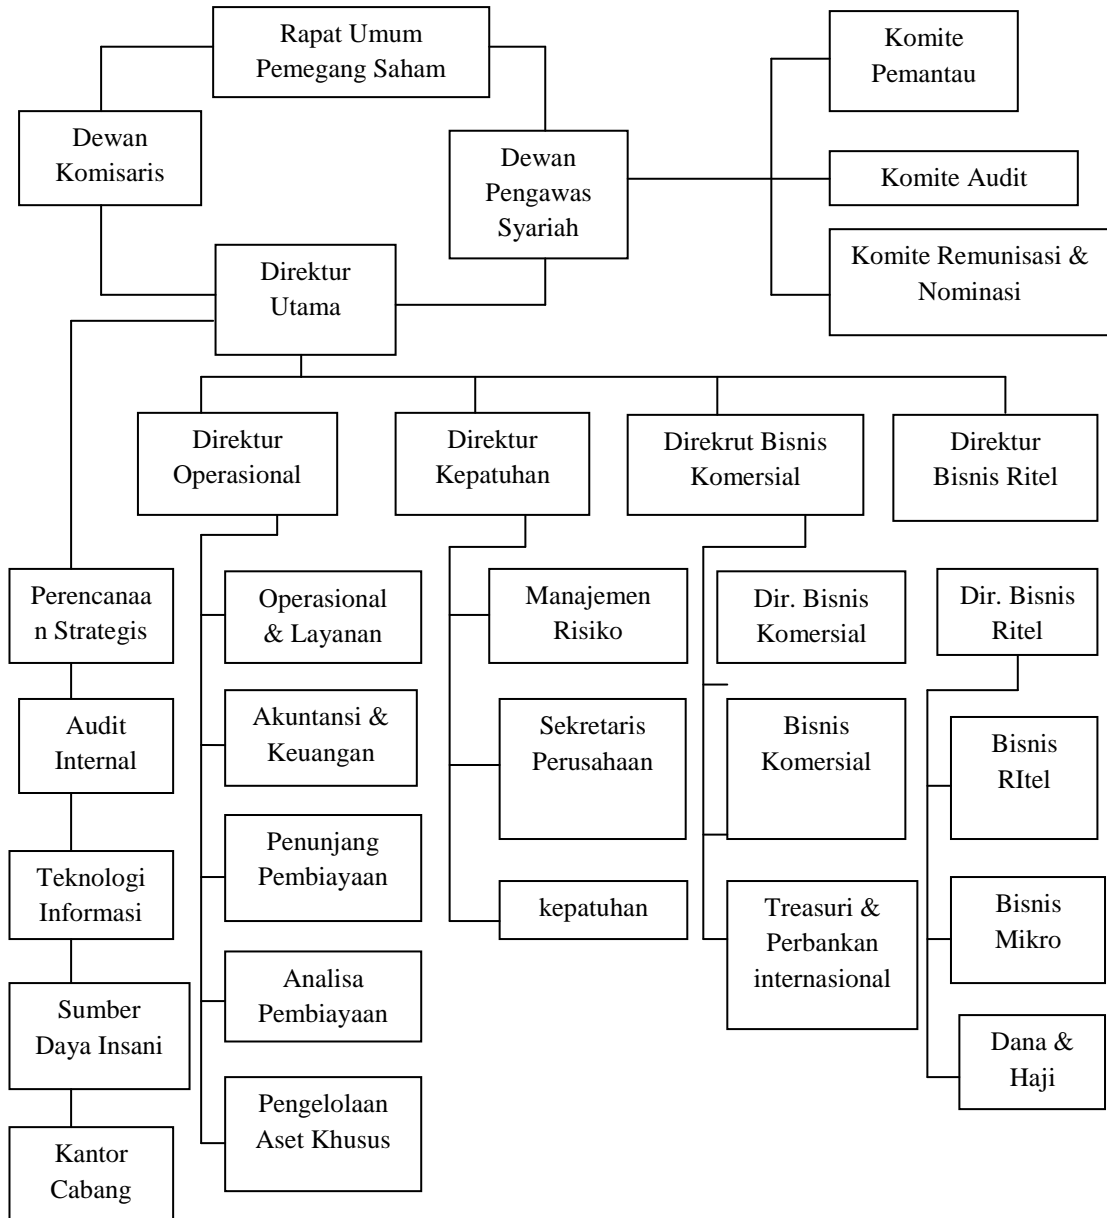 Rapat Umum
Pemegang Saham
Komite
Pemantau
Dewan
Komisaris
Dewan
Pengawas
Syariah
Komite Audit
Komite Remunisasi &
Nominasi
Direktur
Utama
Direktur
Operasional
Direktur
Kepatuhan
Direkrut Bisnis
Komersial
Direktur
Bisnis Ritel
Perencanaa
n Strategis
Operasional
& Layanan
Manajemen
Risiko
Dir. Bisnis
Komersial
Dir. Bisnis
Ritel
Audit
Internal
Akuntansi &
Keuangan
Sekretaris
Perusahaan
Bisnis
Komersial
Bisnis
RItel
Teknologi
Informasi
Penunjang
Pembiayaan
kepatuhan
Treasuri &
Perbankan
internasional
Bisnis
Mikro
Sumber
Daya Insani
Analisa
Pembiayaan
Dana &
Haji
Kantor
Cabang
Pengelolaan
Aset Khusus